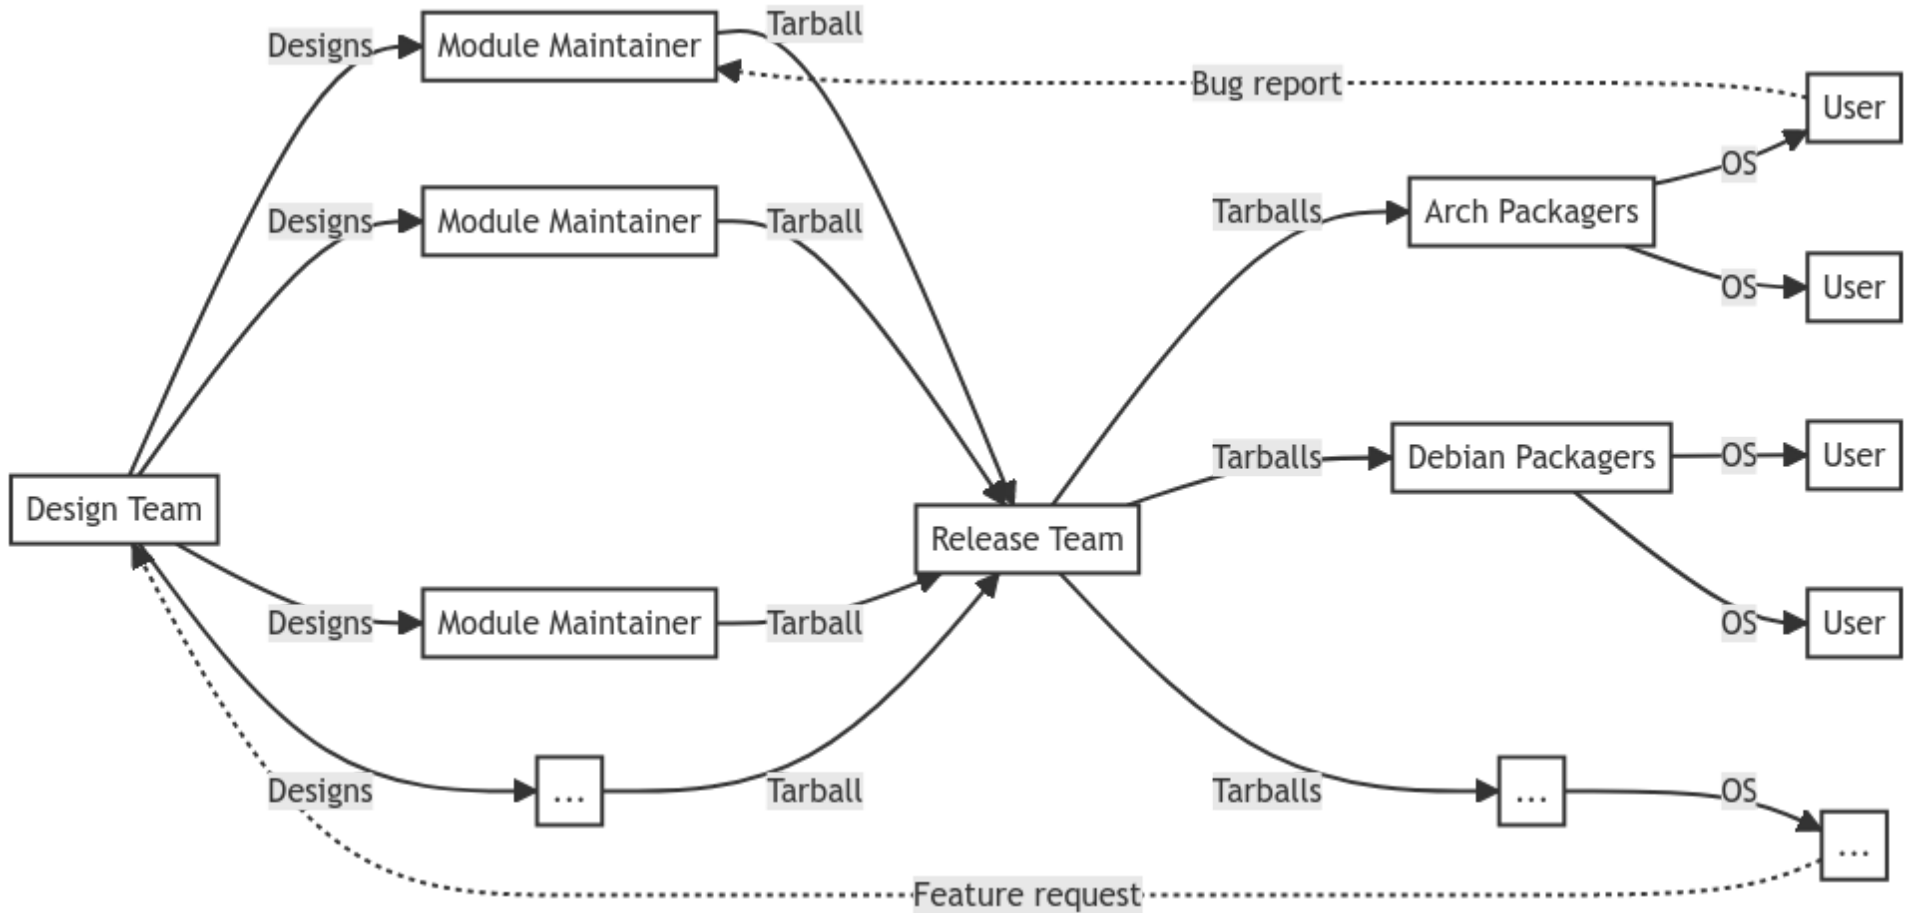 Designs
Module Maintainer
Tarball
Bug report
User
OS
Designs
Module Maintainer
Tarball
Tarballs
Arch Packagers
OS
User
Design Team
Release Team
Tarballs
Debian Packagers
OS
User
Designs
Module Maintainer
Tarball
OS
User
Designs
...
Tarball
Tarballs
...
OS
...
Feature request